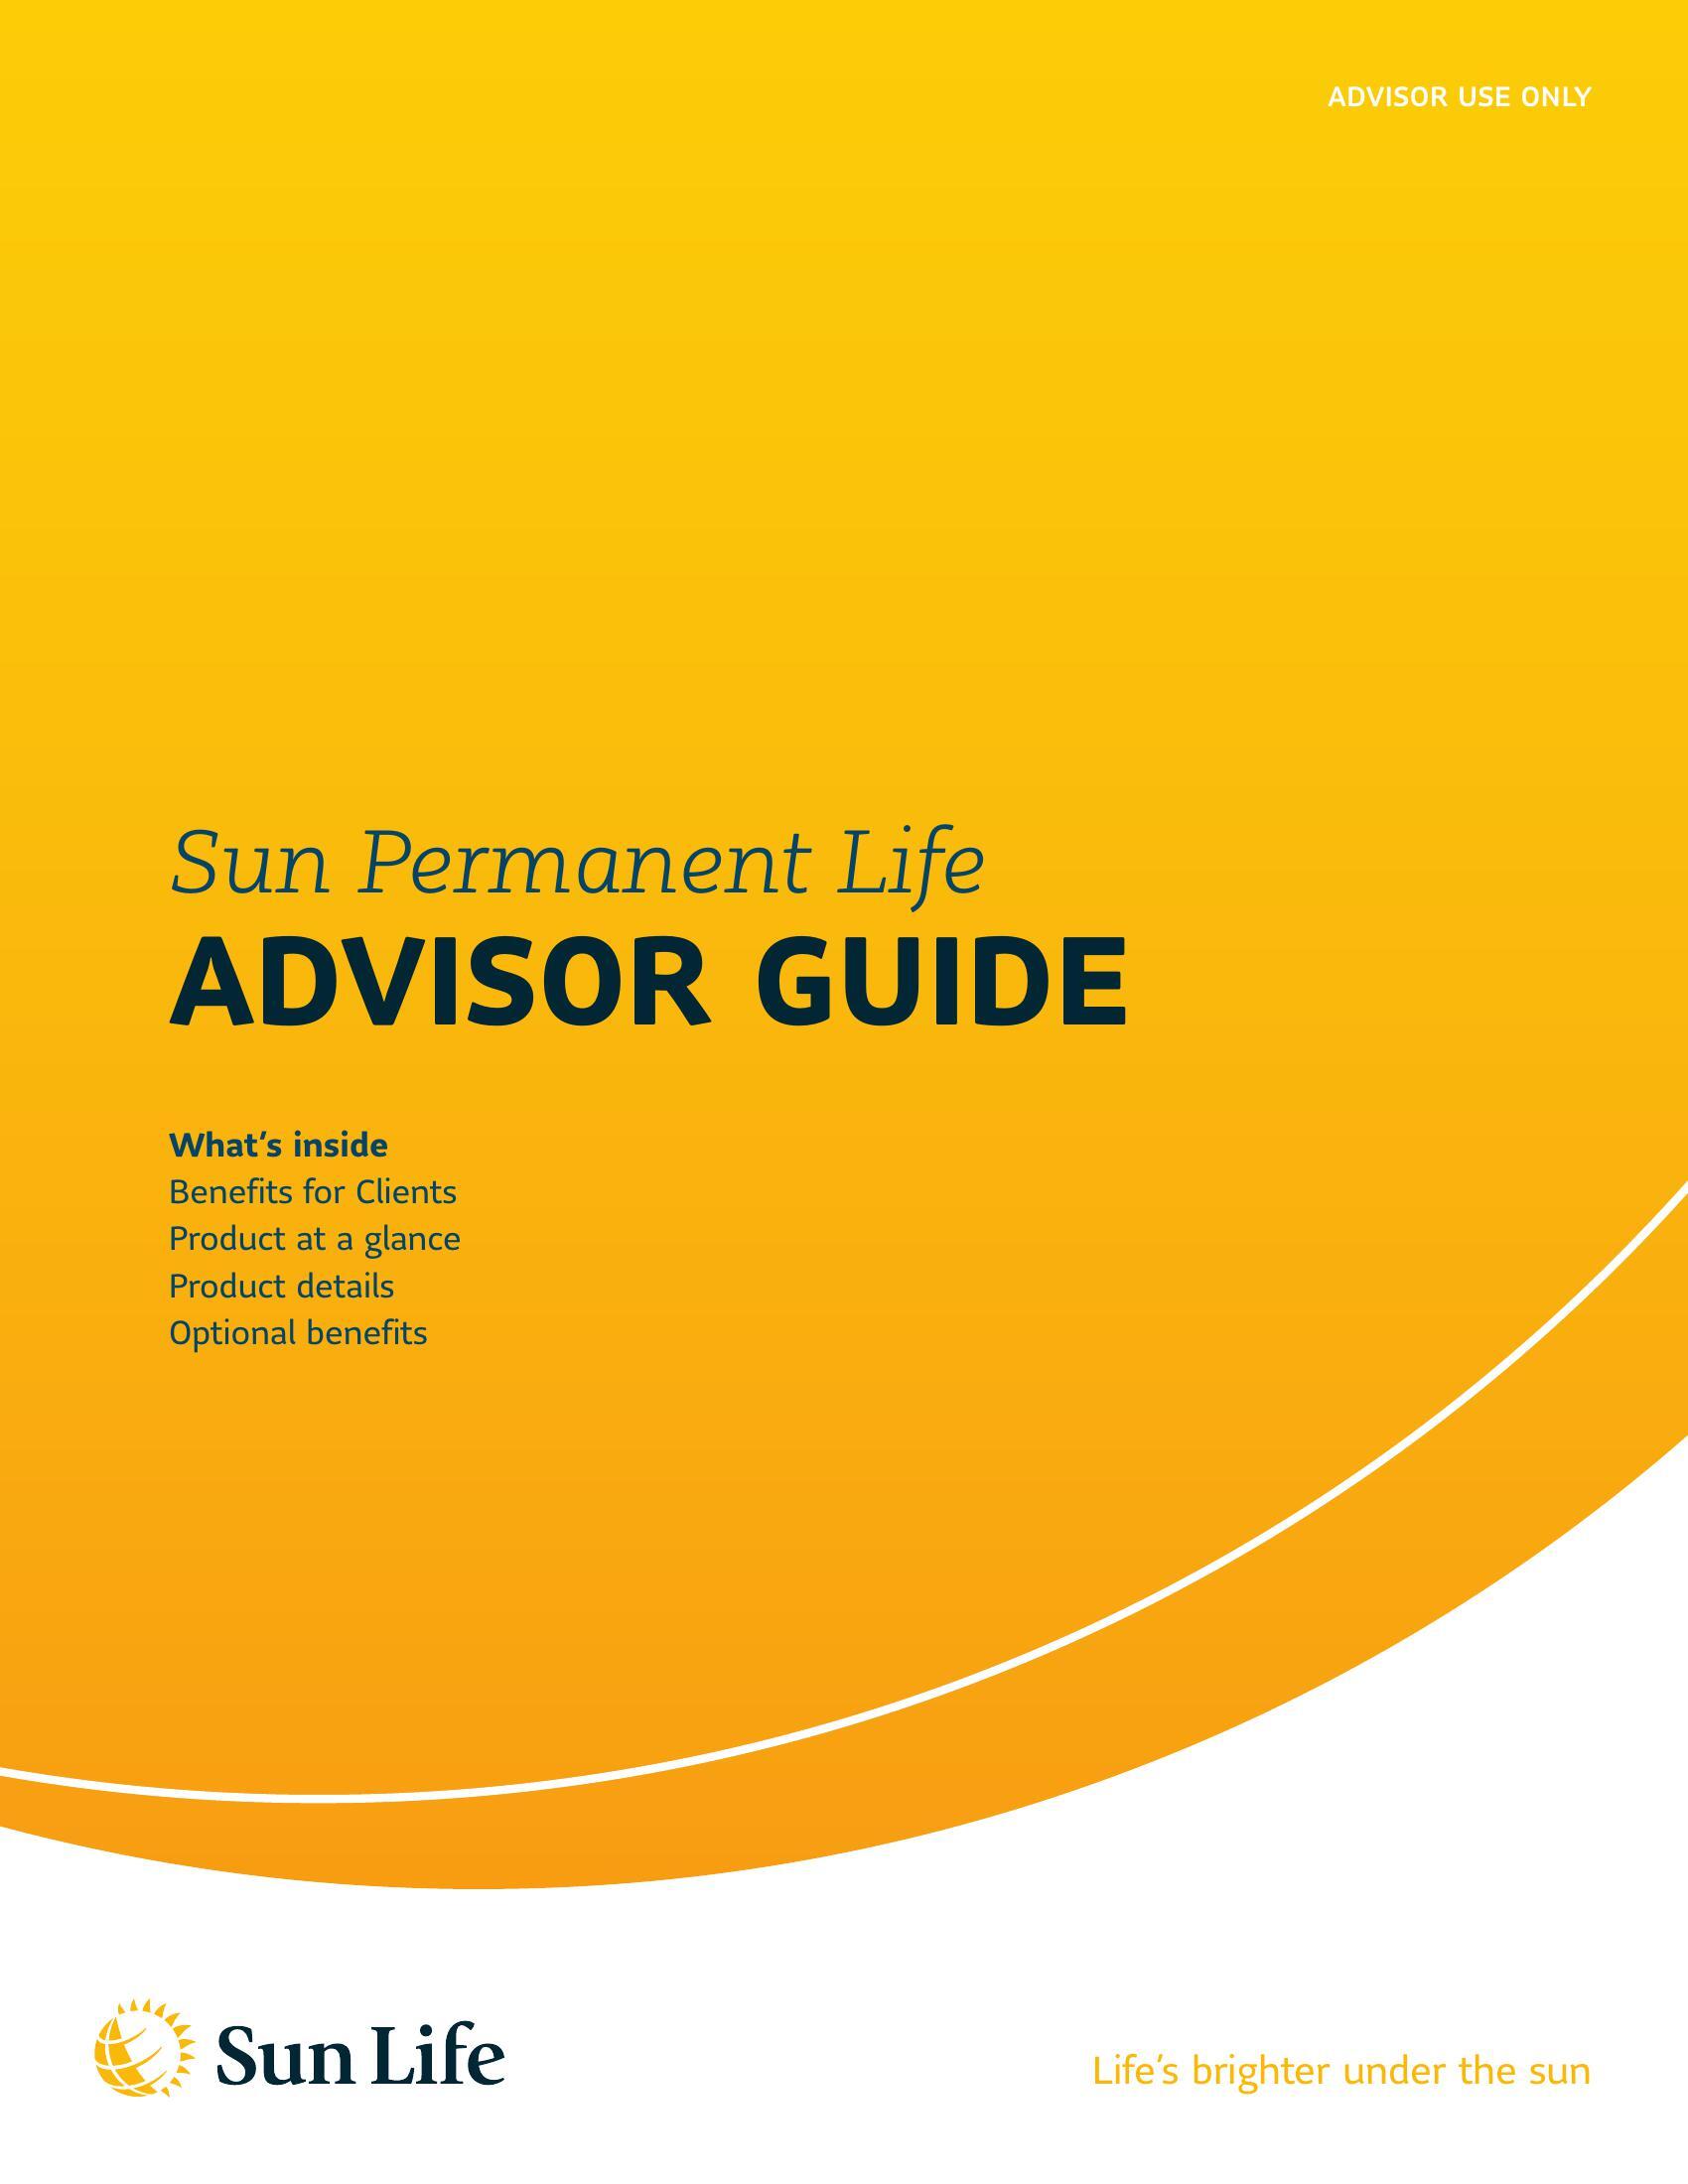 ADVISOR USE ONLY
Sun Permanent Life
ADVISOR GUIDE
What’s inside
Benefits for Clients
Product at a glance
Product details
Optional benefits
Sun Life
Life’s brighter under the sun